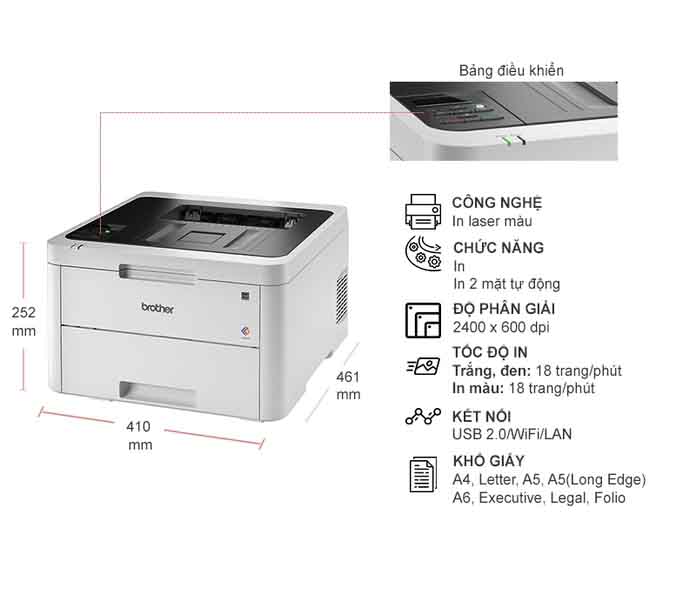 Bảng điều khiển
CÔNG NGHỆ
In laser màu
CHỨC NĂNG
In
In 2 mặt tự động
ĐỘ PHÂN GIẢI
2400 x 600 dpi
TỐC ĐỘ IN
Trắng, đen: 18 trang/phút
In màu: 18 trang/phút
KẾT NỐI
USB 2.0/WiFi/LAN
KHỔ GIẤY
A4, Letter, A5, A5(Long Edge)
A6, Executive, Legal, Folio
brother
252
mm
410
mm
461
mm